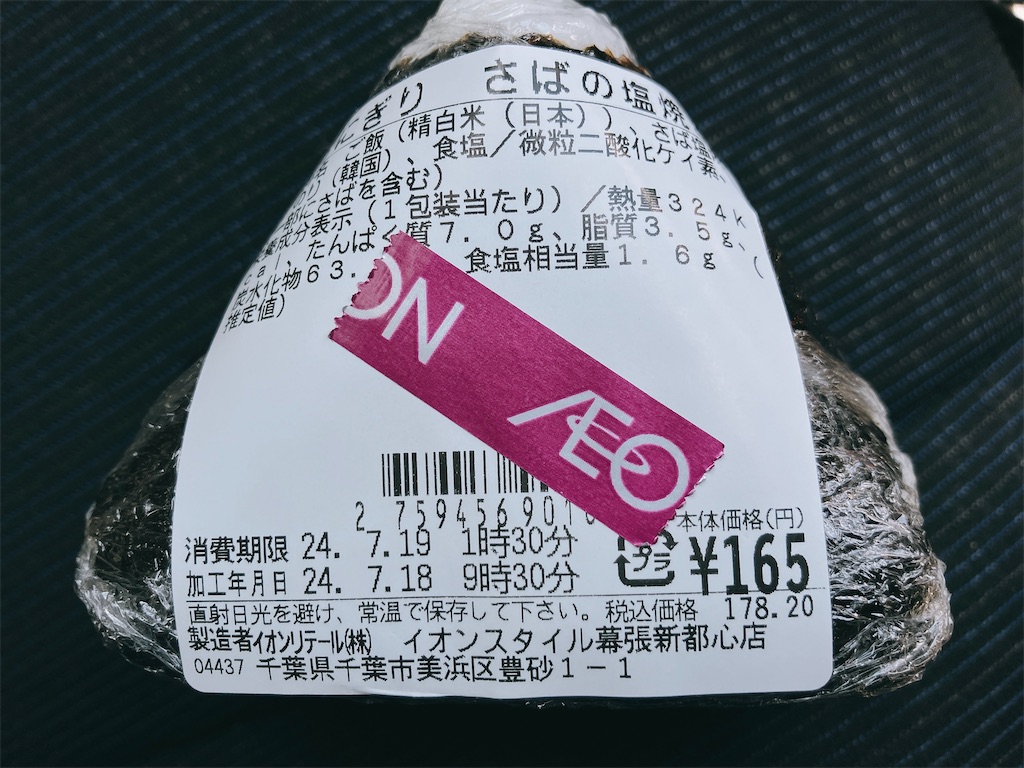 にぎり さばの塩焼
ご飯(精白米(日本))、さば塩
(韓国)、食塩/微粒二酸化ケイ素、
部にさばを含む)
成分表示(1包装当たり)/熱量324k
al、たんぱく質7.0g、脂質3.5g、
炭水化物63. 食塩相当量1.6g (
推定値)
ON ÆO
2 759456 901
本体価格(円)
プラ ¥165
消費期限 24. 7.19 1時30分
加工年月日 24. 7.18 9時30分
直射日光を避け、常温で保存して下さい。 税込価格 178.20
製造者イオンリテール(株) イオンスタイル幕張新都心店
04437 千葉県千葉市美浜区豊砂1-1